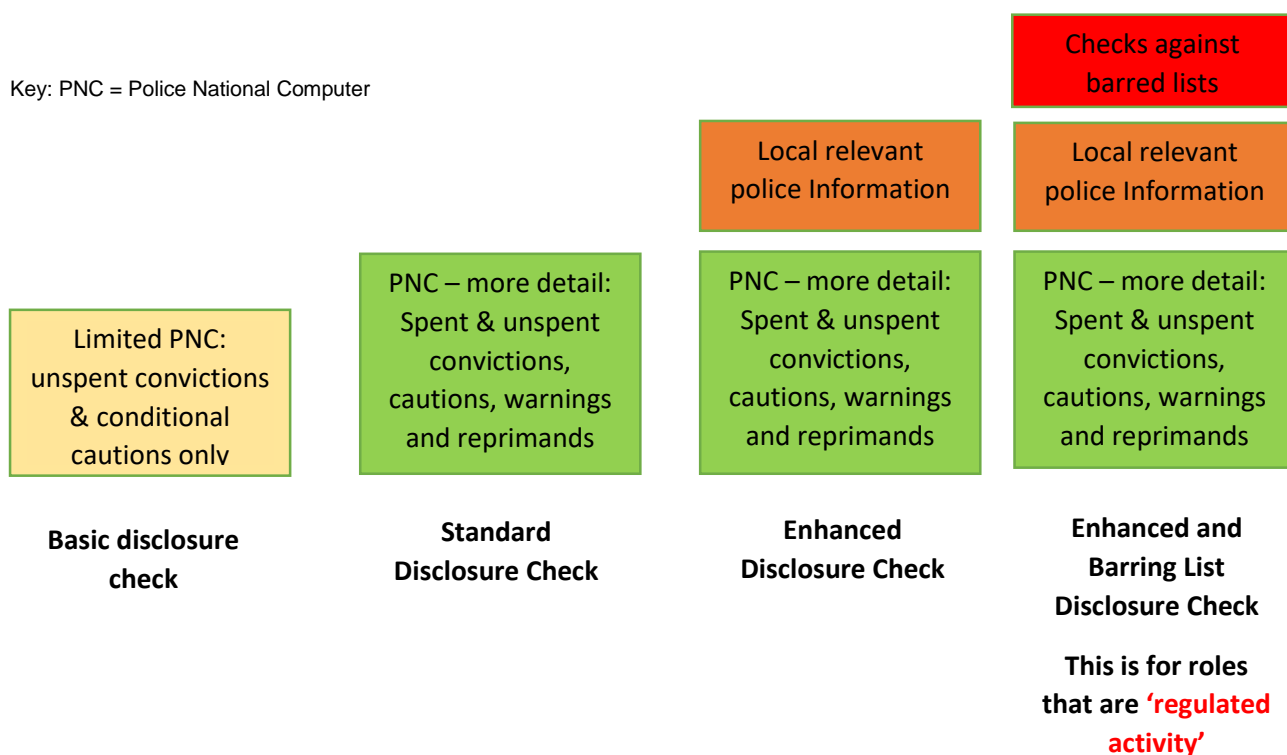 Key: PNC = Police National Computer
Checks against
barred lists
Local relevant
police Information
Local relevant
police Information
Limited PNC:
unspent convictions
& conditional
cautions only
PNC – more detail:
Spent & unspent
convictions,
cautions, warnings
and reprimands
PNC – more detail:
Spent & unspent
convictions,
cautions, warnings
and reprimands
PNC – more detail:
Spent & unspent
convictions,
cautions, warnings
and reprimands
Basic disclosure
check
Standard
Disclosure Check
Enhanced
Disclosure Check
Enhanced and
Barring List
Disclosure Check
This is for roles
that are ‘regulated
activity’